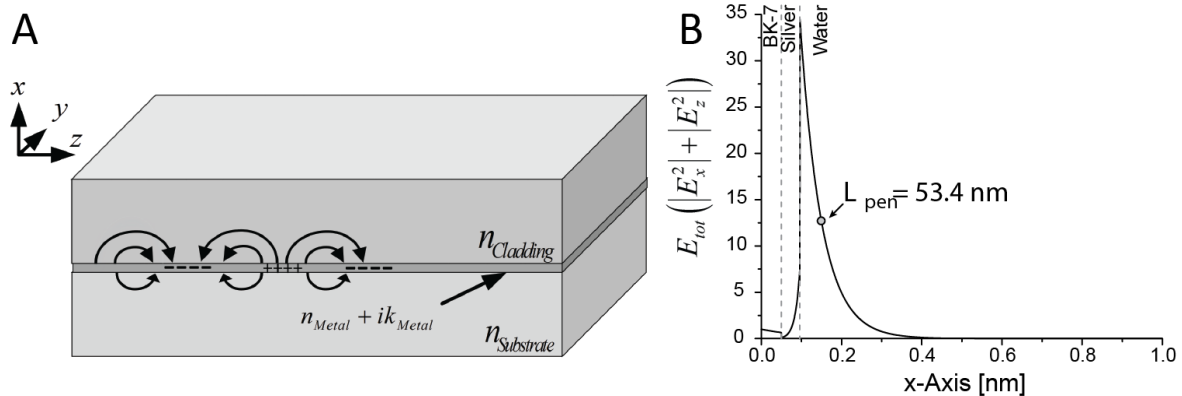 A
x
y
z
n_Cladding
---- ++++ ----
n_Metal + ik_Metal
n_Substrate
B
BK-7
Silver
Water
E_tot (|E_x^2| + |E_z^2|)
35
30
25
20
15
10
5
0
L pen = 53.4 nm
0.0 0.2 0.4 0.6 0.8 1.0
x-Axis [nm]